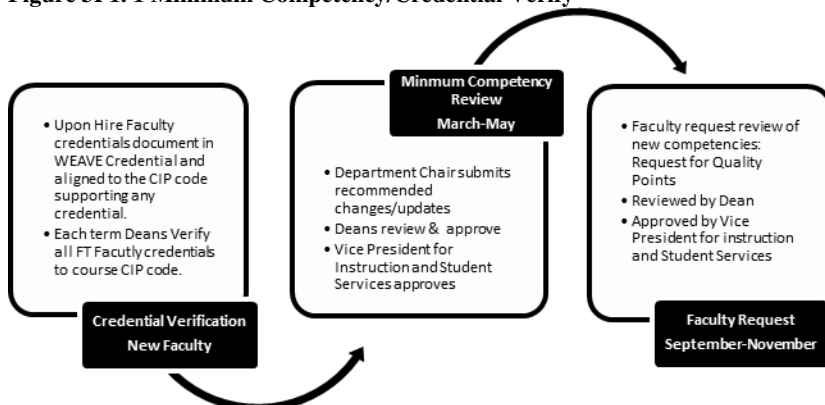 Figure 3F1. 1 Minimum Competency/Credential Verify
• Upon Hire Faculty
credentials document in
WEAVE Credential and
aligned to the CIP code
supporting any
credential.
• Each term Deans Verify
all FT Facutly credentials
to course CIP code.
Credential Verification
New Faculty
Minmum Competency
Review
March-May
• Department Chair submits
recommended
changes/updates
• Deans review & approve
• Vice President for
Instruction and Student
Services approves
• Faculty request review of
new competencies:
Request for Quality
Points
• Reviewed by Dean
• Approved by Vice
President for instruction
and Student Services
Faculty Request
September-November